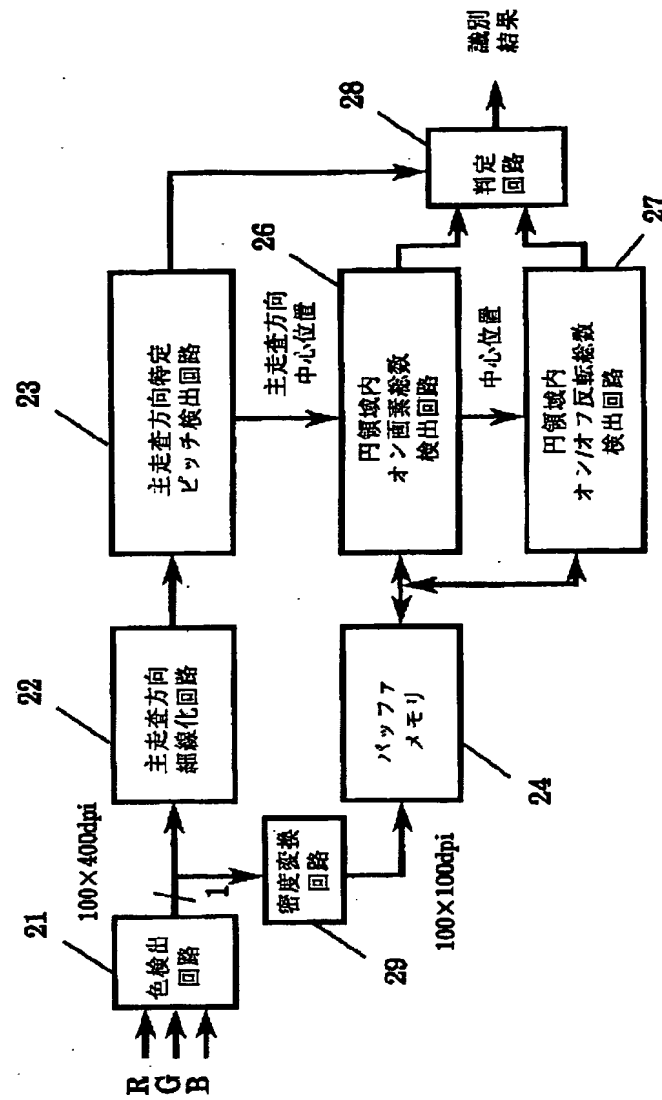 R
G
B
21
色検出
回路
100×400dpi
1
22
主走査方向
細線化回路
23
主走査方向特定
ピッチ検出回路
主走査方向
中心位置
29
密度変換
回路
100×100dpi
24
バッファ
メモリ
26
円領域内
オン画素総数
検出回路
中心位置
27
円領域内
オン/オフ反転総数
検出回路
28
判定
回路
識別
結果